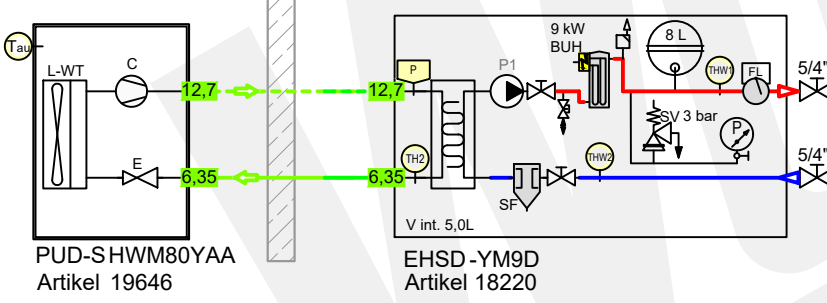 Tau
L-WT
C
12,7
E
6,35
PUD-SHWM80YAA
Artikel 19646
12,7
P
TH2
6,35
P1
9 kW
BUH
8 L
THW1
FL
5/4"
SV 3 bar
P
THW2
5/4"
SF
V int. 5,0L
EHSD-YM9D
Artikel 18220